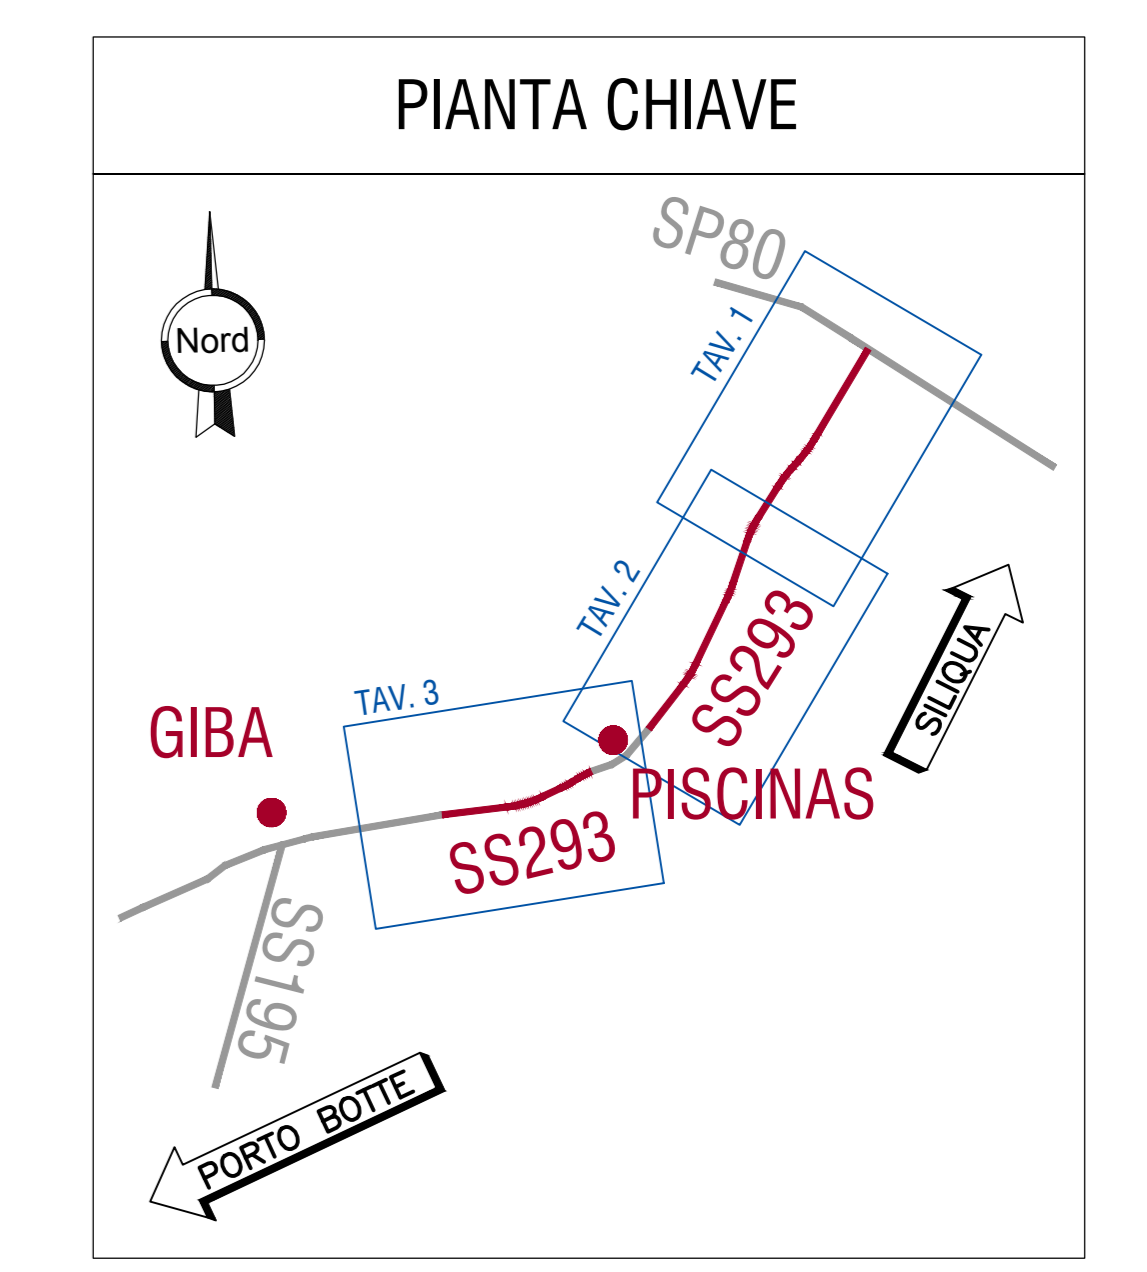 PIANTA CHIAVE
SP80
Nord
TAV. 1
TAV. 2
SS293
SILIQUA
TAV. 3
GIBA
PISCINAS
SS293
SS195
PORTO BOTTE